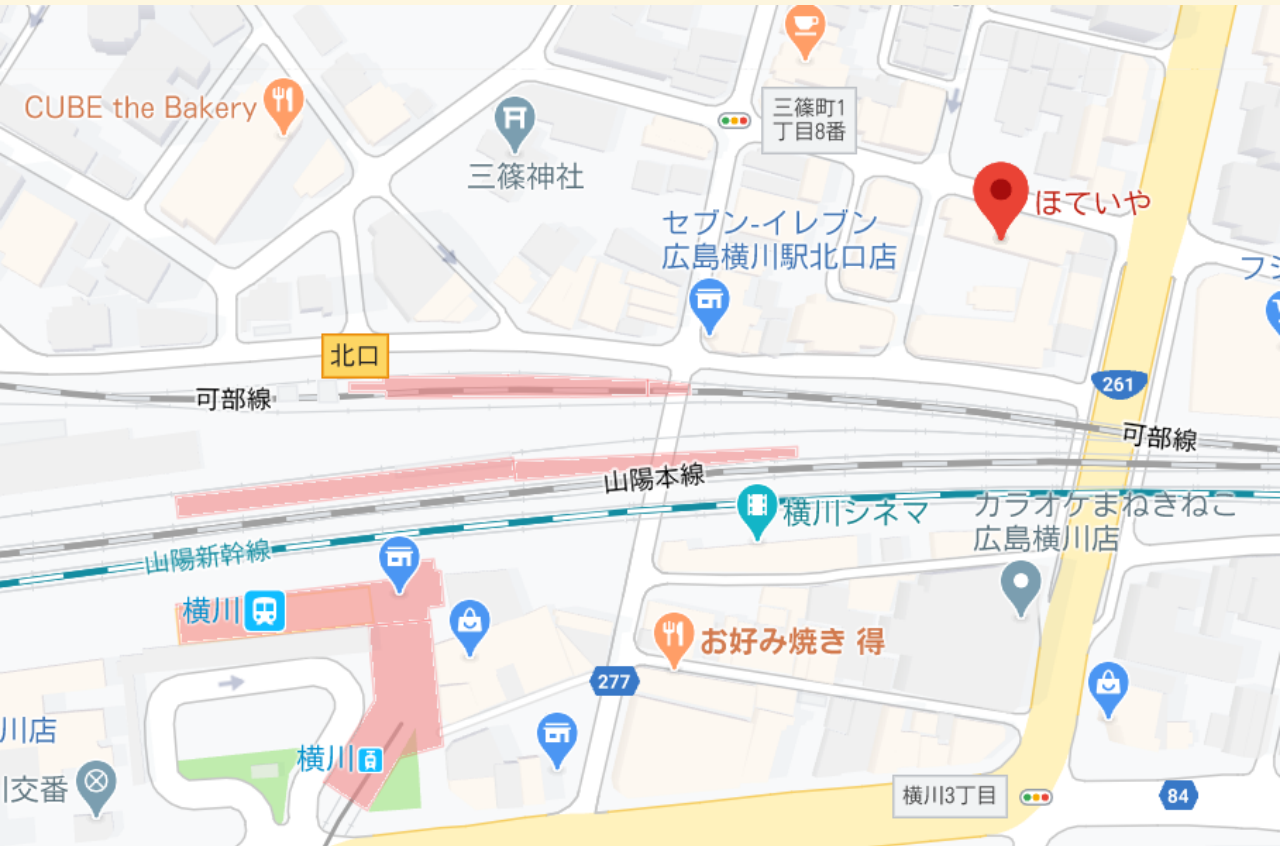 CUBE the Bakery
三篠神社
三篠町1
丁目8番
ほていや
セブン-イレブン
広島横川駅北口店
フジ
北口
261
可部線
可部線
山陽本線
横川シネマ
カラオケまねきねこ
広島横川店
山陽新幹線
横川
お好み焼き 得
277
川店
横川
交番
横川3丁目
84